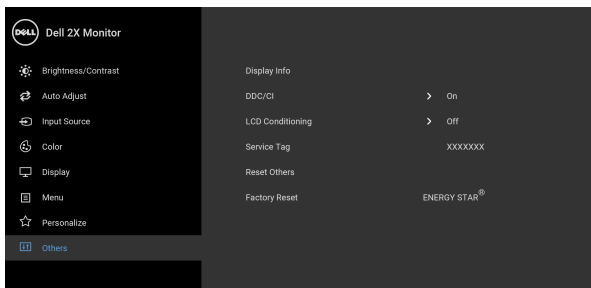 DELL Dell 2X Monitor
Brightness/Contrast
Auto Adjust
Input Source
Color
Display
Menu
Personalize
Others
Display Info
DDC/CI > On
LCD Conditioning > Off
Service Tag XXXXXXX
Reset Others
Factory Reset ENERGY STAR®